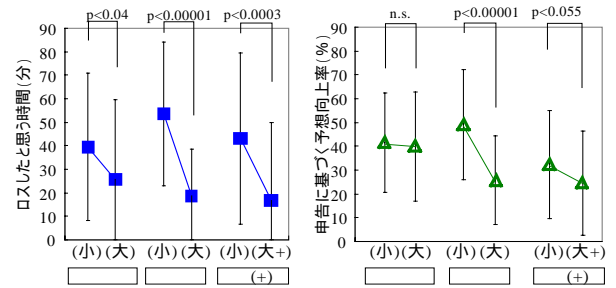 p<0.04
p<0.00001
p<0.0003
90
80
70
60
50
40
30
20
10
0
ロスしたと思う時間(分)
(小)
(大)
(小)
(大)
(小)
(大+)
(+)
n.s.
p<0.00001
p<0.055
90
80
70
60
50
40
30
20
10
0
申告に基づく予想向上率(%)
(小)
(大)
(小)
(大)
(小)
(大+)
(+)